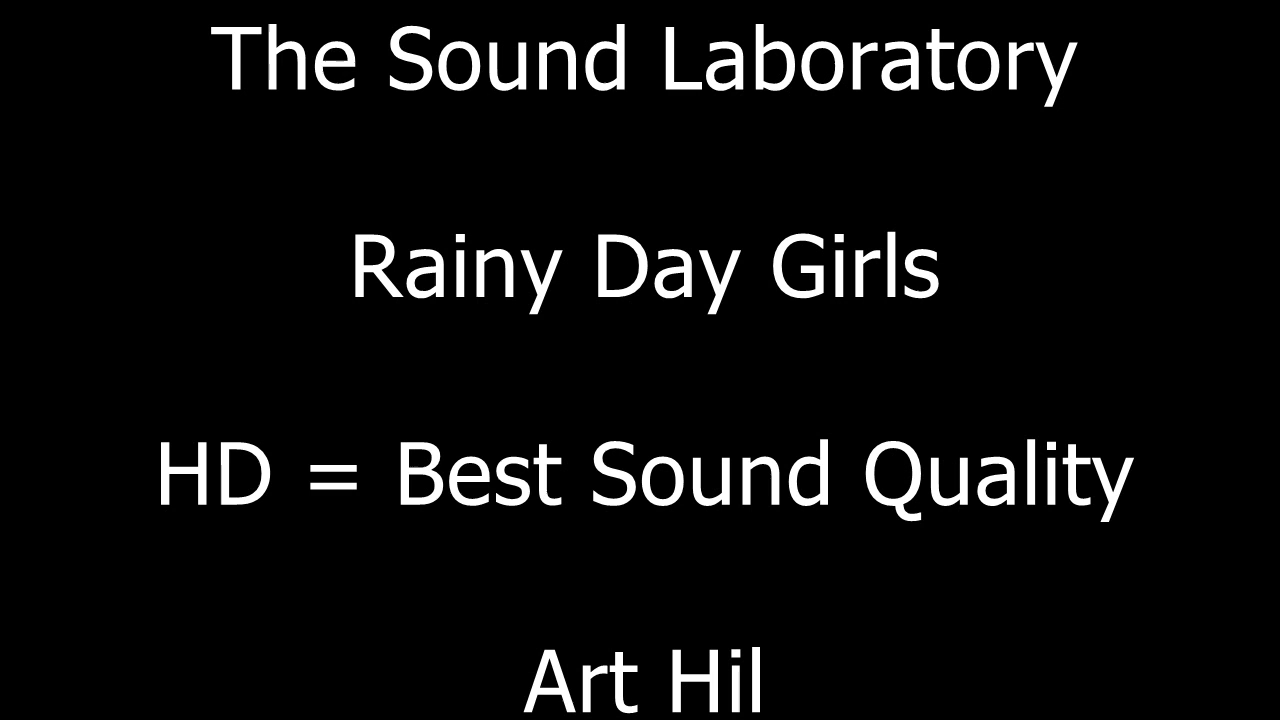 The Sound Laboratory
Rainy Day Girls
HD = Best Sound Quality
Art Hil